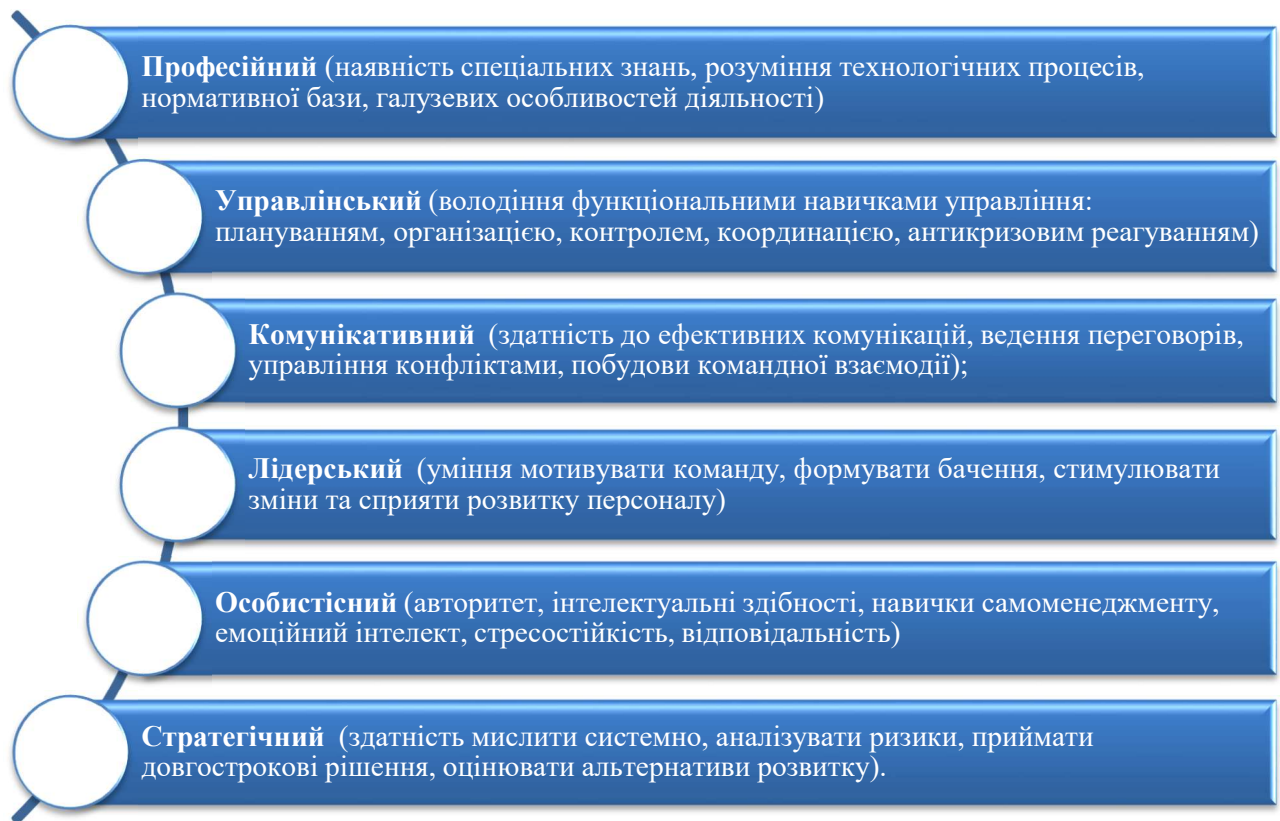 Професійний (наявність спеціальних знань, розуміння технологічних процесів,
нормативної бази, галузевих особливостей діяльності)
Управлінський (володіння функціональними навичками управління:
плануванням, організацією, контролем, координацією, антикризовим реагуванням)
Комунікативний  (здатність до ефективних комунікацій, ведення переговорів,
управління конфліктами, побудови командної взаємодії);
Лідерський  (уміння мотивувати команду, формувати бачення, стимулювати
зміни та сприяти розвитку персоналу)
Особистісний (авторитет, інтелектуальні здібності, навички самоменеджменту,
емоційний інтелект, стресостійкість, відповідальність)
Стратегічний  (здатність мислити системно, аналізувати ризики, приймати
довгострокові рішення, оцінювати альтернативи розвитку).